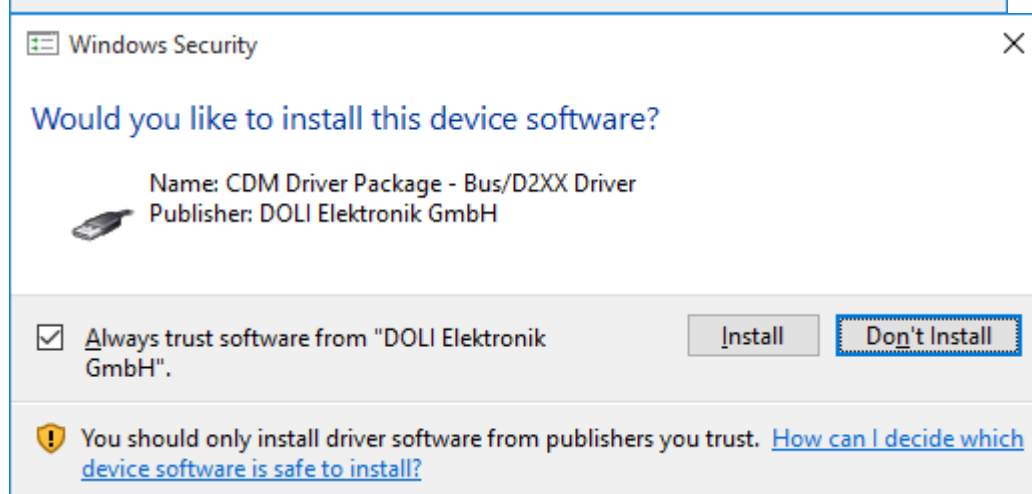 Windows Security
Would you like to install this device software?
Name: CDM Driver Package - Bus/D2XX Driver
Publisher: DOLI Elektronik GmbH
Always trust software from "DOLI Elektronik
GmbH".
Install
Don't Install
You should only install driver software from publishers you trust. How can I decide which
device software is safe to install?